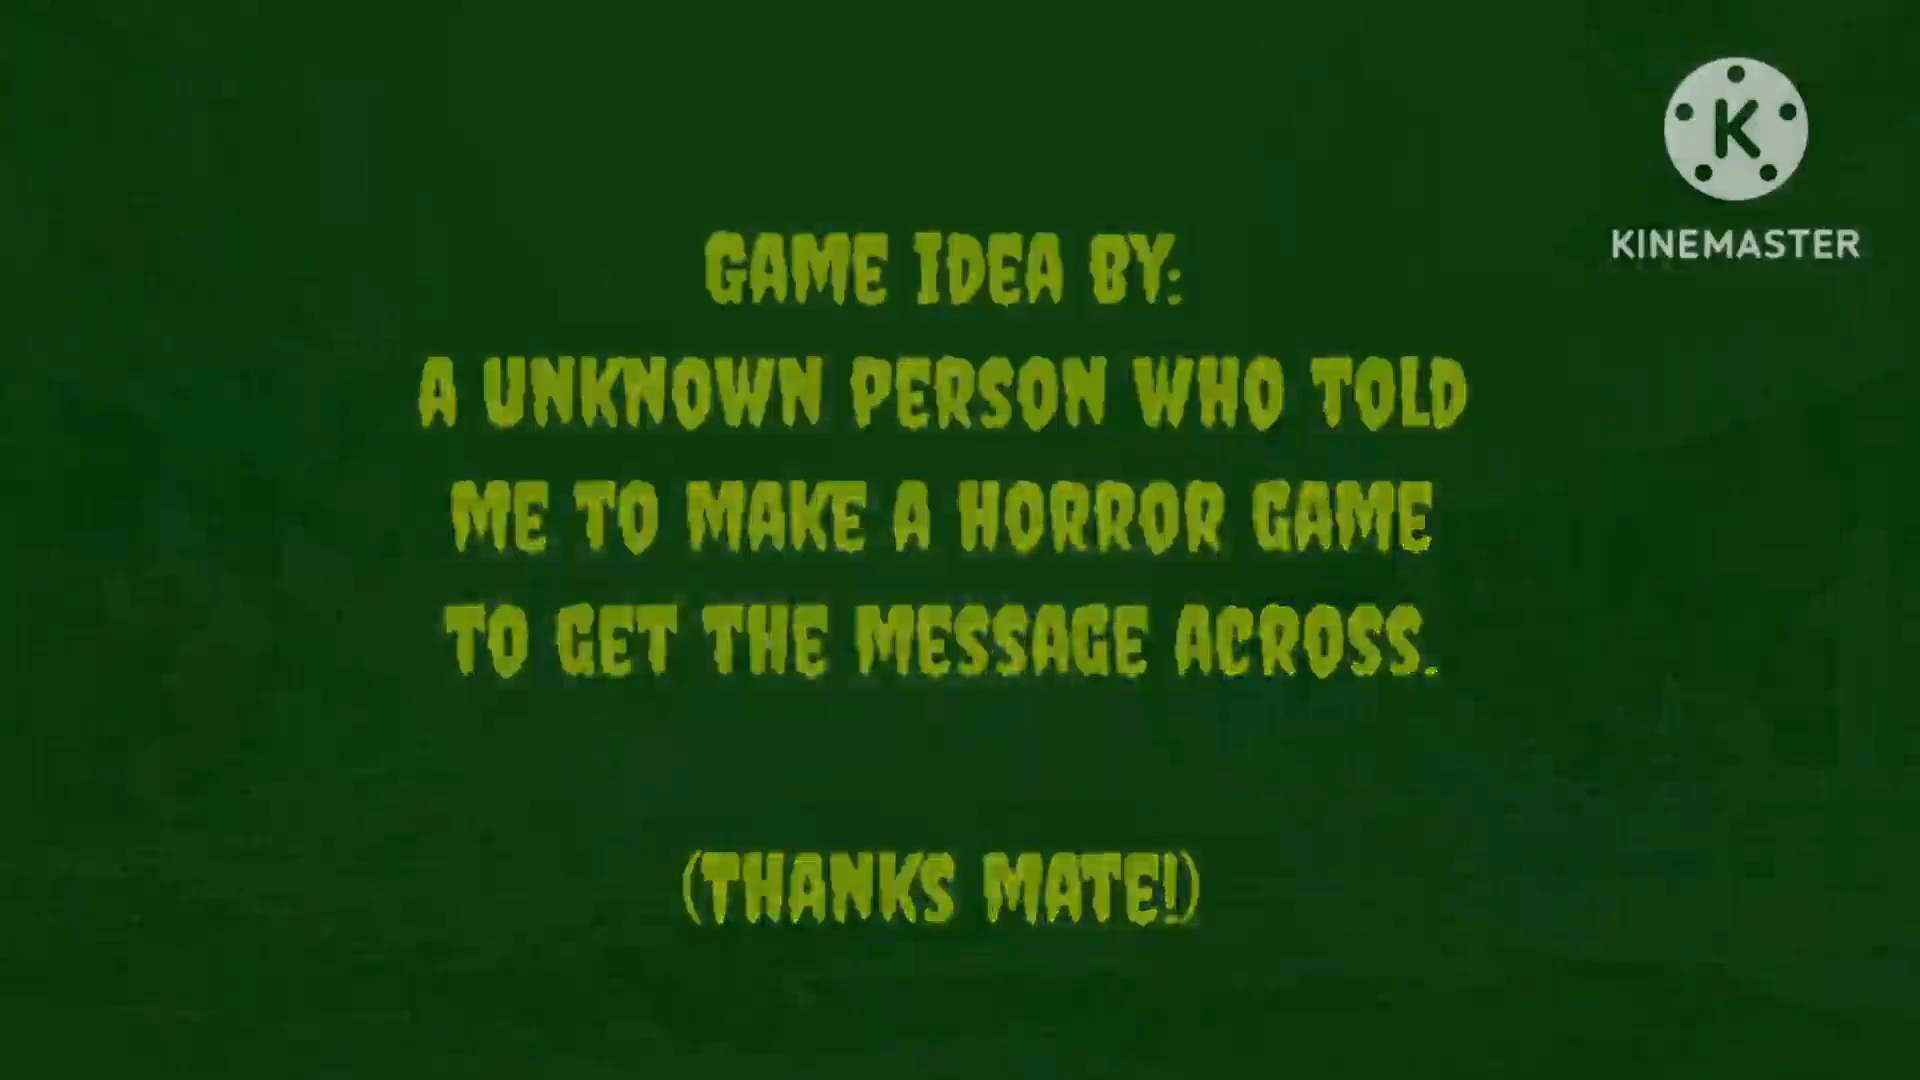 K
KINEMASTER
GAME IDEA BY:
A UNKNOWN PERSON WHO TOLD
ME TO MAKE A HORROR GAME
TO GET THE MESSAGE ACROSS.
(THANKS MATE!)